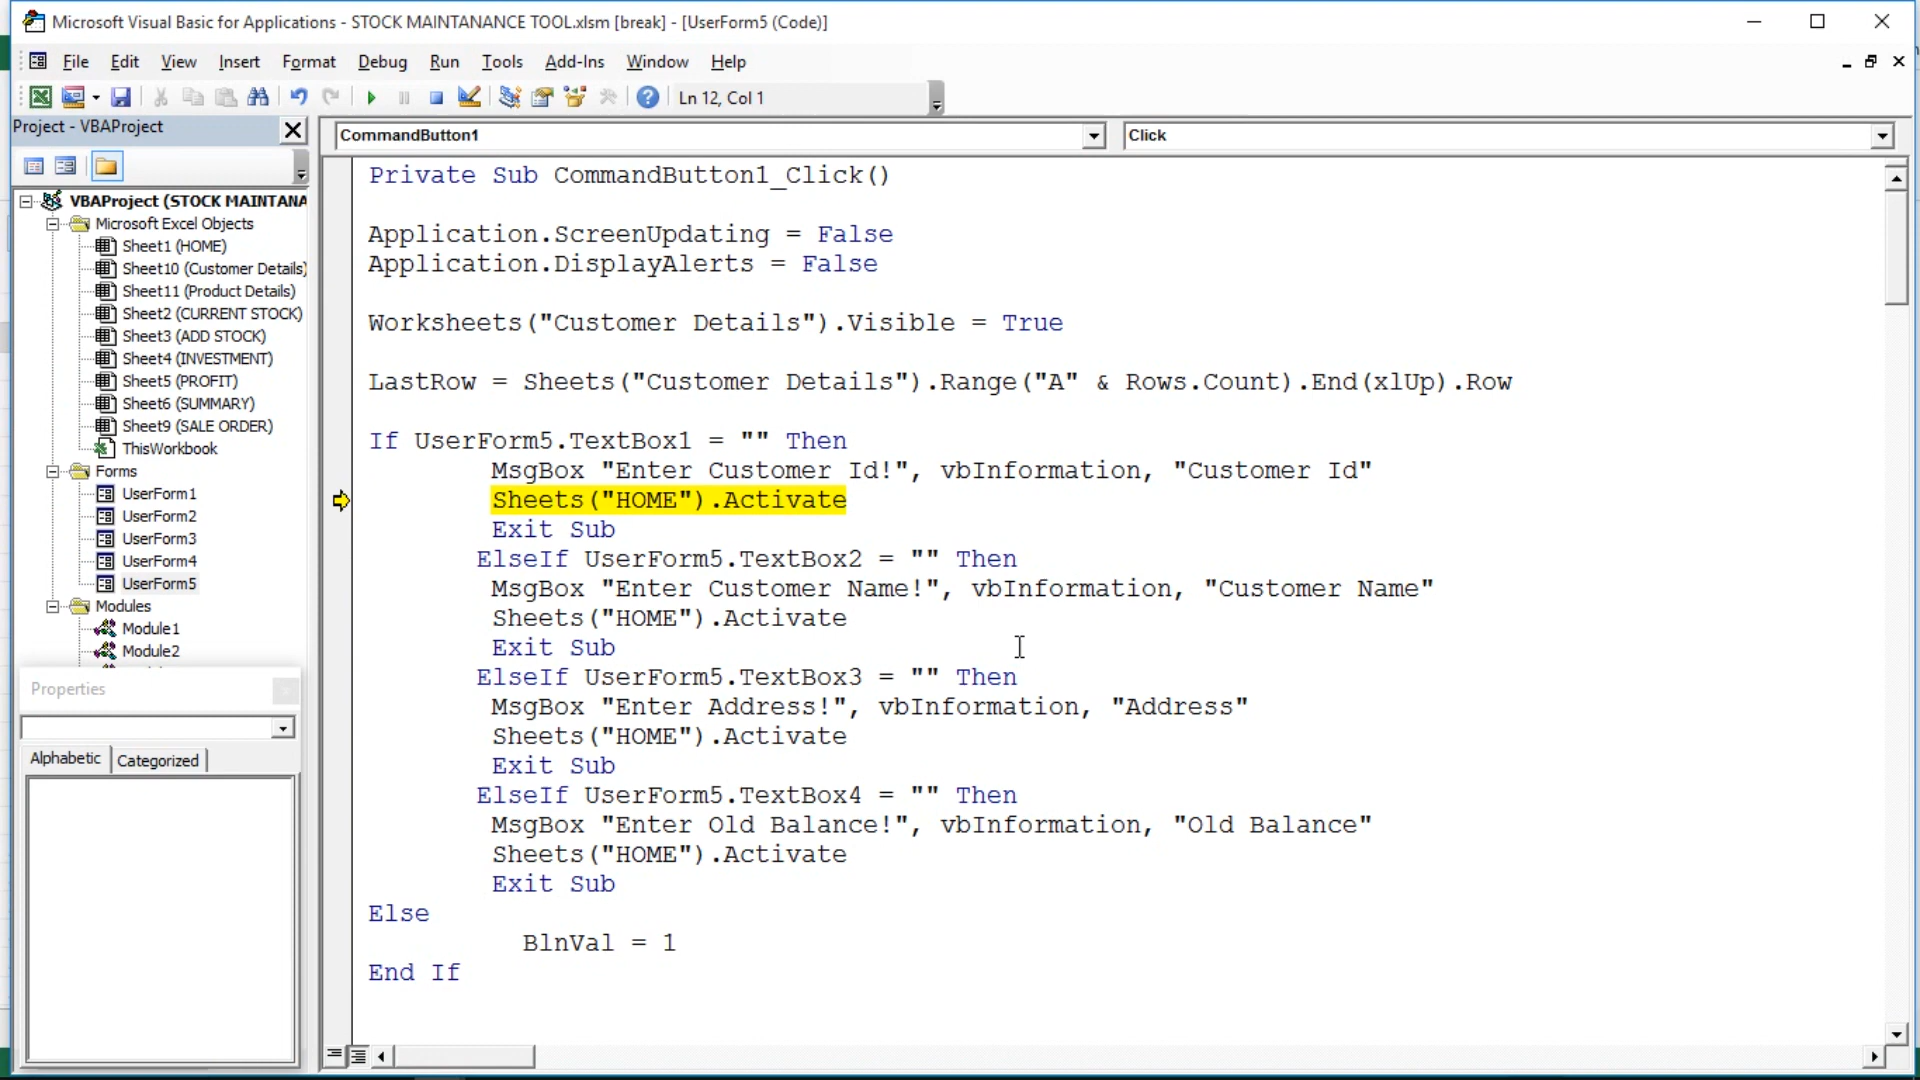 Microsoft Visual Basic for Applications - STOCK MAINTANANCE TOOL.xlsm [break] - [UserForm5 (Code)]
File Edit View Insert Format Debug Run Tools Add-Ins Window Help
Ln 12, Col 1
Project - VBAProject
CommandButton1
Click
VBAProject (STOCK MAINTANA
Microsoft Excel Objects
Sheet1 (HOME)
Sheet10 (Customer Details)
Sheet11 (Product Details)
Sheet2 (CURRENT STOCK)
Sheet3 (ADD STOCK)
Sheet4 (INVESTMENT)
Sheet5 (PROFIT)
Sheet6 (SUMMARY)
Sheet9 (SALE ORDER)
ThisWorkbook
Forms
UserForm1
UserForm2
UserForm3
UserForm4
UserForm5
Modules
Module1
Module2
Properties
Alphabetic Categorized
Private Sub CommandButton1_Click()
Application.ScreenUpdating = False
Application.DisplayAlerts = False
Worksheets("Customer Details").Visible = True
LastRow = Sheets("Customer Details").Range("A" & Rows.Count).End(xlUp).Row
If UserForm5.TextBox1 = "" Then
MsgBox "Enter Customer Id!", vbInformation, "Customer Id"
Sheets("HOME").Activate
Exit Sub
ElseIf UserForm5.TextBox2 = "" Then
MsgBox "Enter Customer Name!", vbInformation, "Customer Name"
Sheets("HOME").Activate
Exit Sub
ElseIf UserForm5.TextBox3 = "" Then
MsgBox "Enter Address!", vbInformation, "Address"
Sheets("HOME").Activate
Exit Sub
ElseIf UserForm5.TextBox4 = "" Then
MsgBox "Enter Old Balance!", vbInformation, "Old Balance"
Sheets("HOME").Activate
Exit Sub
Else
BlnVal = 1
End If